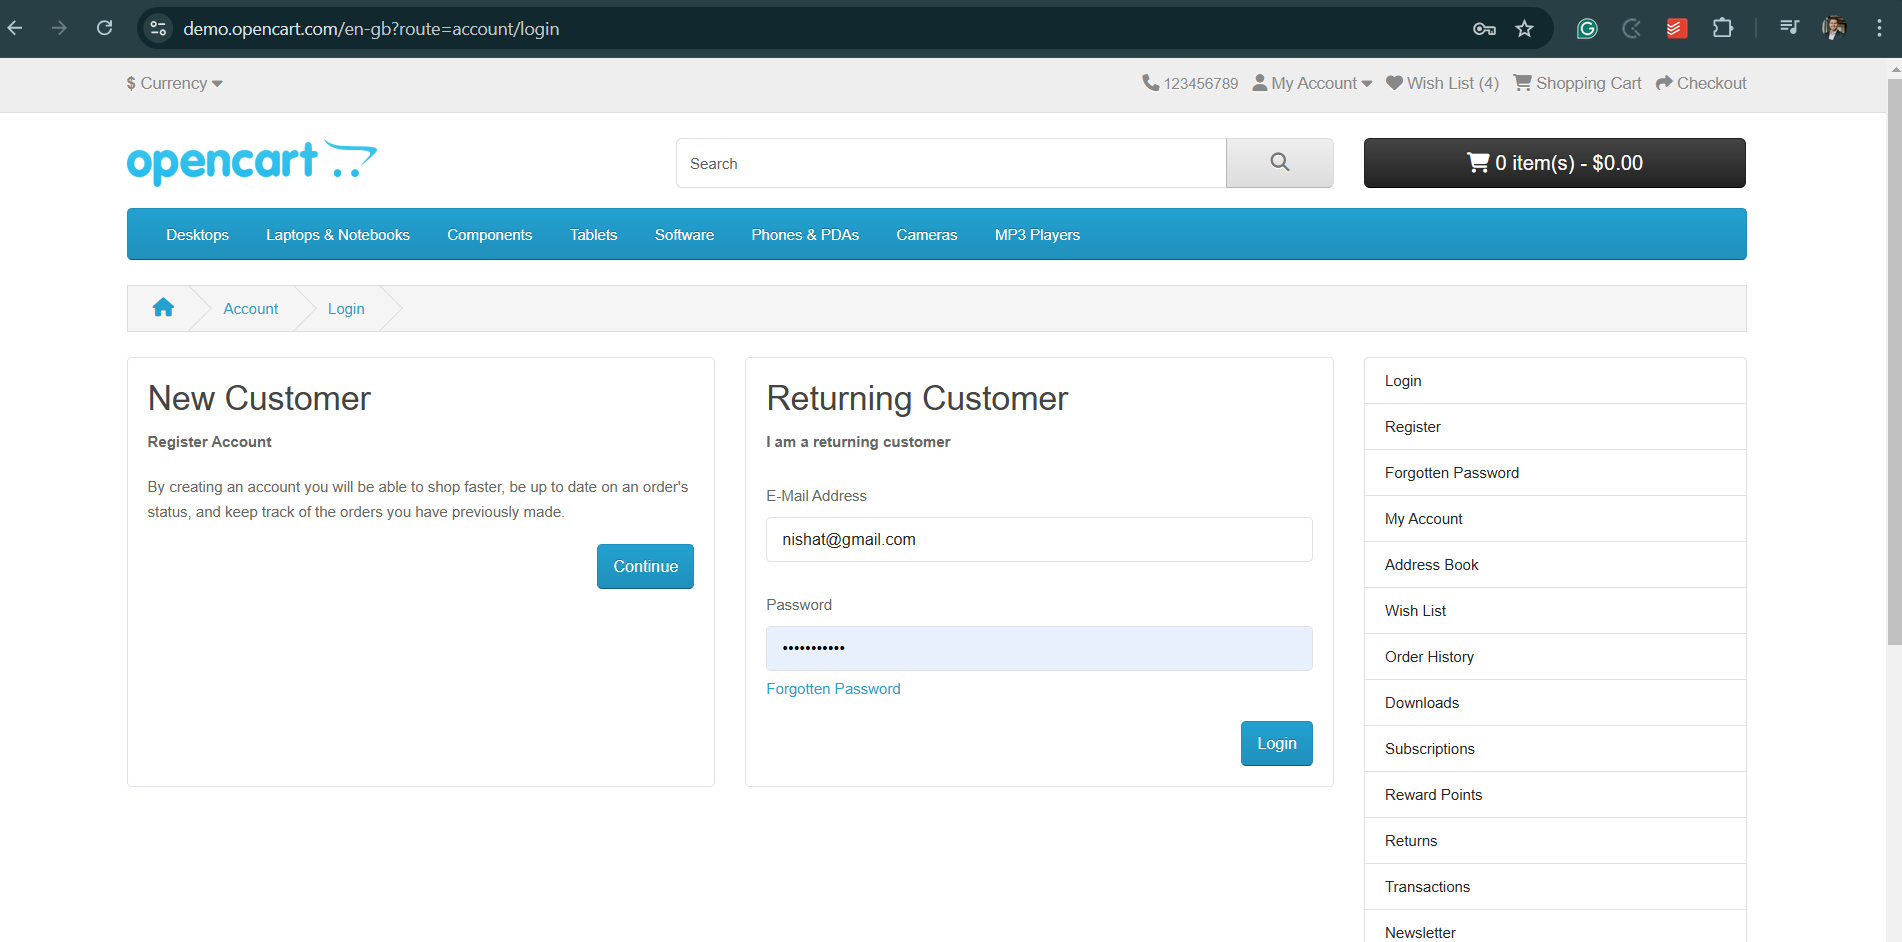 demo.opencart.com/en-gb?route=account/login
$ Currency
123456789 My Account Wish List (4) Shopping Cart Checkout
opencart
Search
0 item(s) - $0.00
Desktops Laptops & Notebooks Components Tablets Software Phones & PDAs Cameras MP3 Players
Account Login
New Customer
Register Account
By creating an account you will be able to shop faster, be up to date on an order's
status, and keep track of the orders you have previously made.
Continue
Returning Customer
I am a returning customer
E-Mail Address
nishat@gmail.com
Password
•••••••••••
Forgotten Password
Login
Login
Register
Forgotten Password
My Account
Address Book
Wish List
Order History
Downloads
Subscriptions
Reward Points
Returns
Transactions
Newsletter